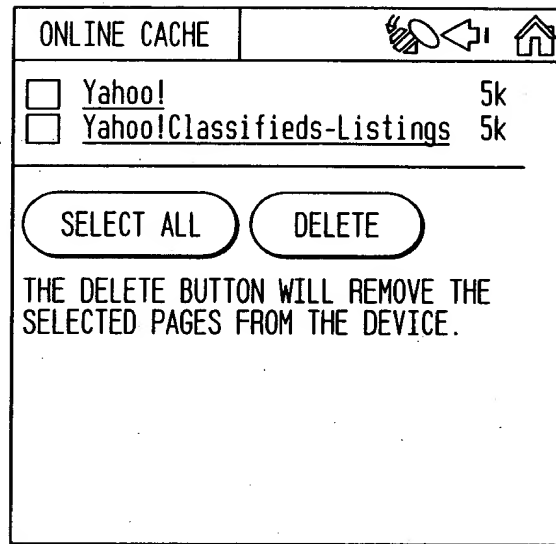 ONLINE CACHE
Yahoo! 5k
Yahoo!Classifieds-Listings 5k
SELECT ALL DELETE
THE DELETE BUTTON WILL REMOVE THE
SELECTED PAGES FROM THE DEVICE.